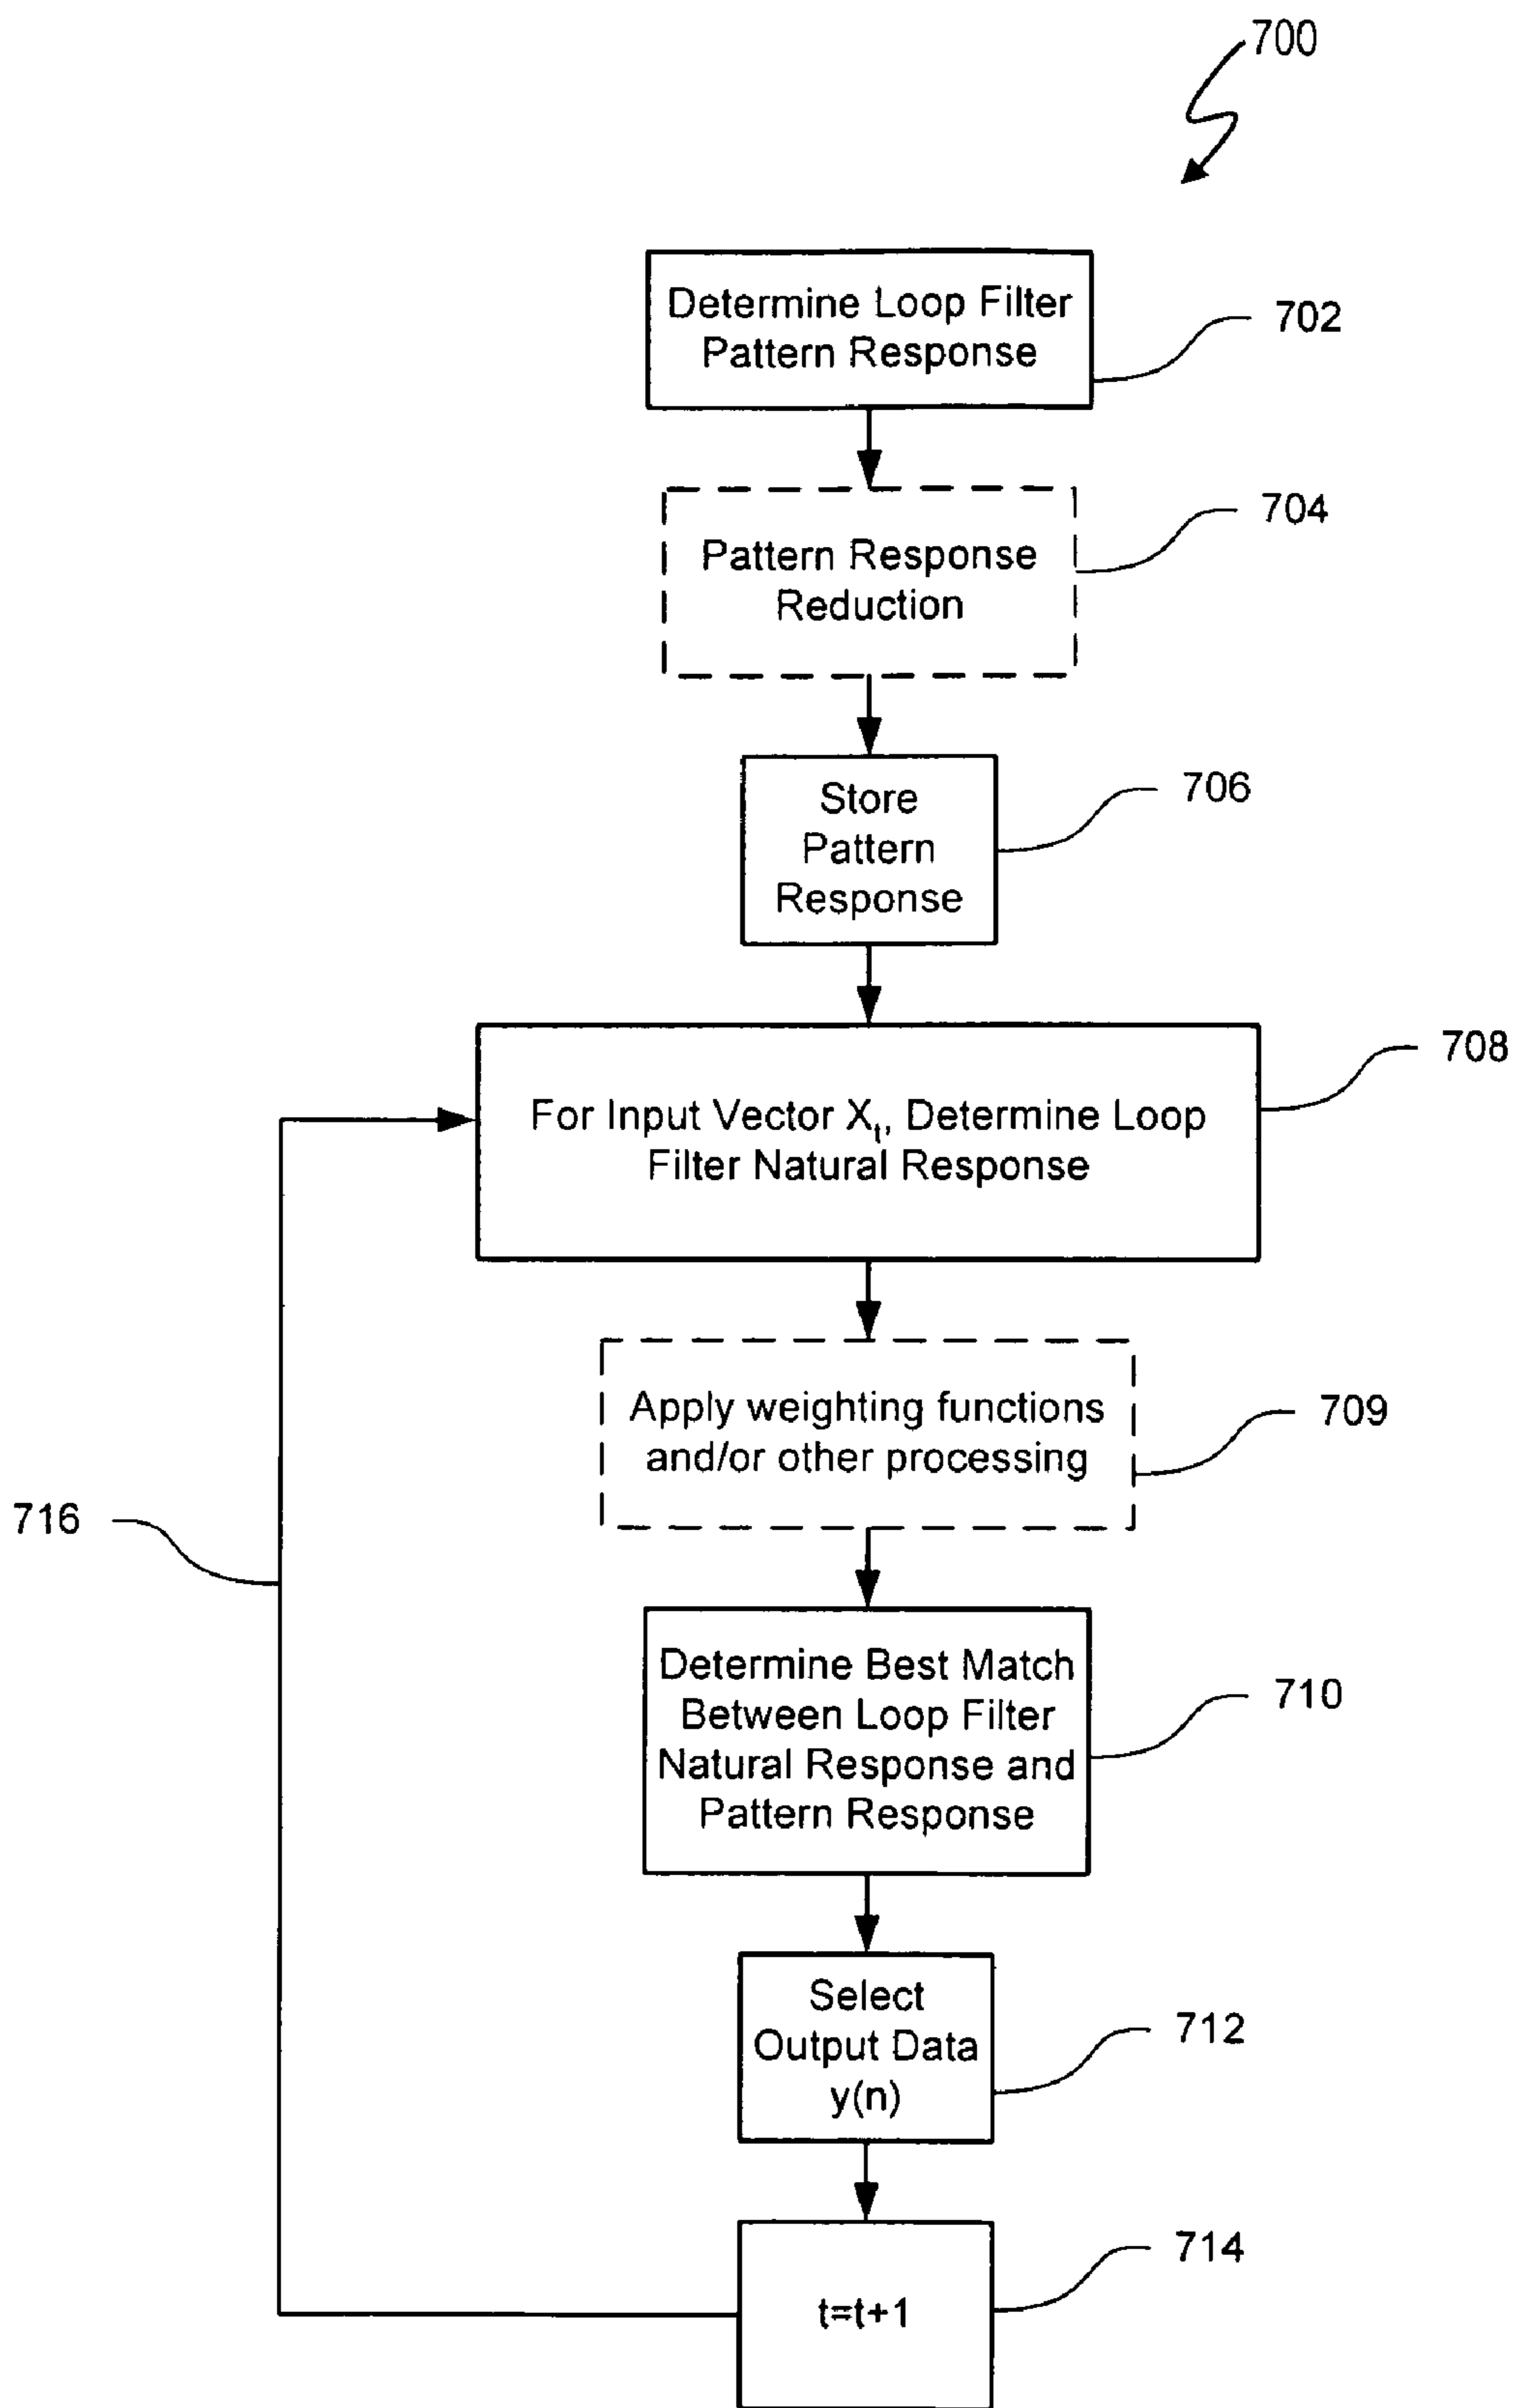 700
Determine Loop Filter
Pattern Response
702
704
Pattern Response
Reduction
706
Store
Pattern
Response
708
For Input Vector Xt, Determine Loop
Filter Natural Response
Apply weighting functions
and/or other processing
709
716
Determine Best Match
Between Loop Filter
Natural Response and
Pattern Response
710
Select
Output Data
y(n)
712
714
t=t+1